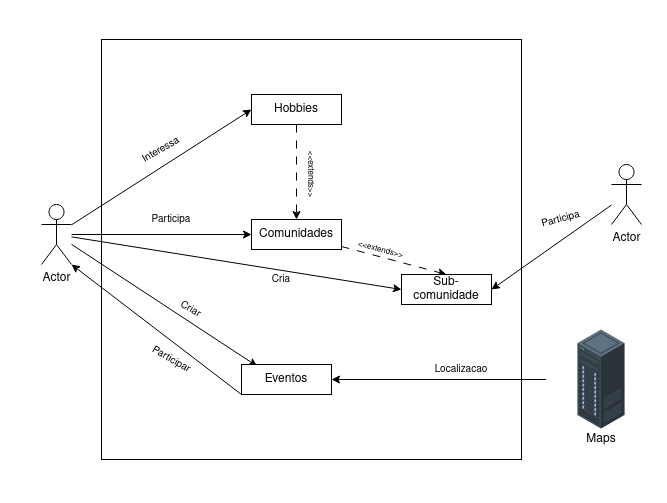 Hobbies
Interessa
<<extends>>
Participa
Comunidades
Participa
Actor
<<extends>>
Actor
Cria
Sub-
comunidade
Criar
Participar
Eventos
Localizacao
Maps